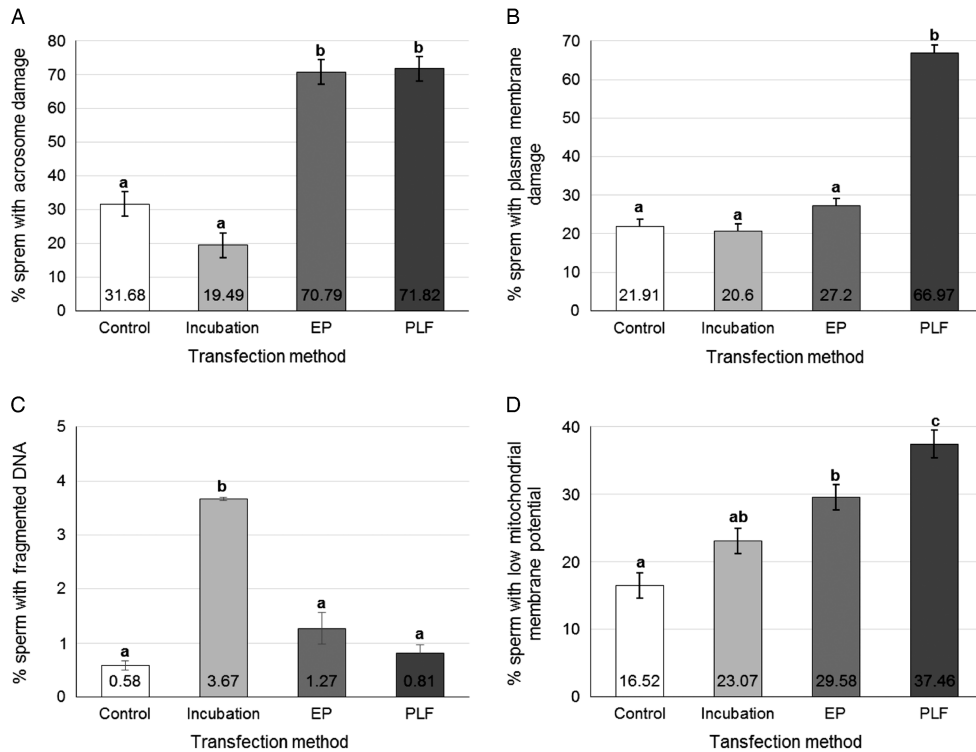 A
% sprem with acrosome damage
80
70
60
50
40
30
20
10
0
a
a
b
b
31.68
19.49
70.79
71.82
Control
Incubation
EP
PLF
Transfection method
B
% sprem with plasma membrane
damage
70
60
50
40
30
20
10
0
a
a
a
b
21.91
20.6
27.2
66.97
Control
Incubation
EP
PLF
Transfection method
C
% sperm with fragmented DNA
5
4
3
2
1
0
a
b
a
a
0.58
3.67
1.27
0.81
Control
Incubation
EP
PLF
Transfection method
D
% sperm with low mitochondrial
membrane potential
40
30
20
10
0
a
ab
b
c
16.52
23.07
29.58
37.46
Control
Incubation
EP
PLF
Transfection method